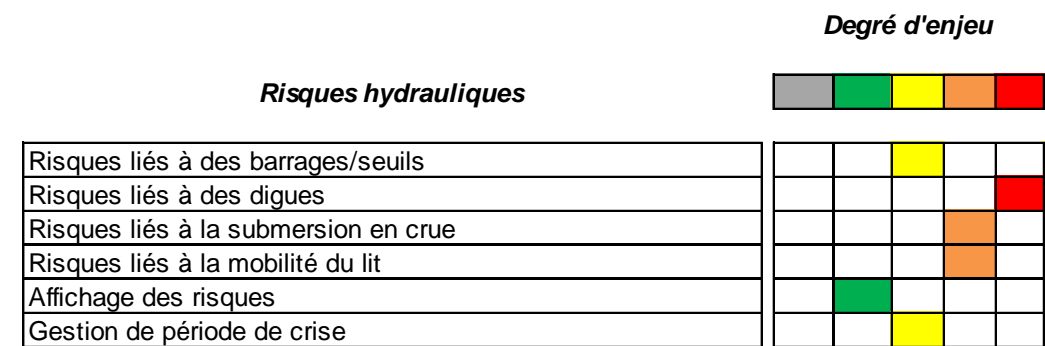 Degré d'enjeu
Risques hydrauliques
Risques liés à des barrages/seuils
Risques liés à des digues
Risques liés à la submersion en crue
Risques liés à la mobilité du lit
Affichage des risques
Gestion de période de crise